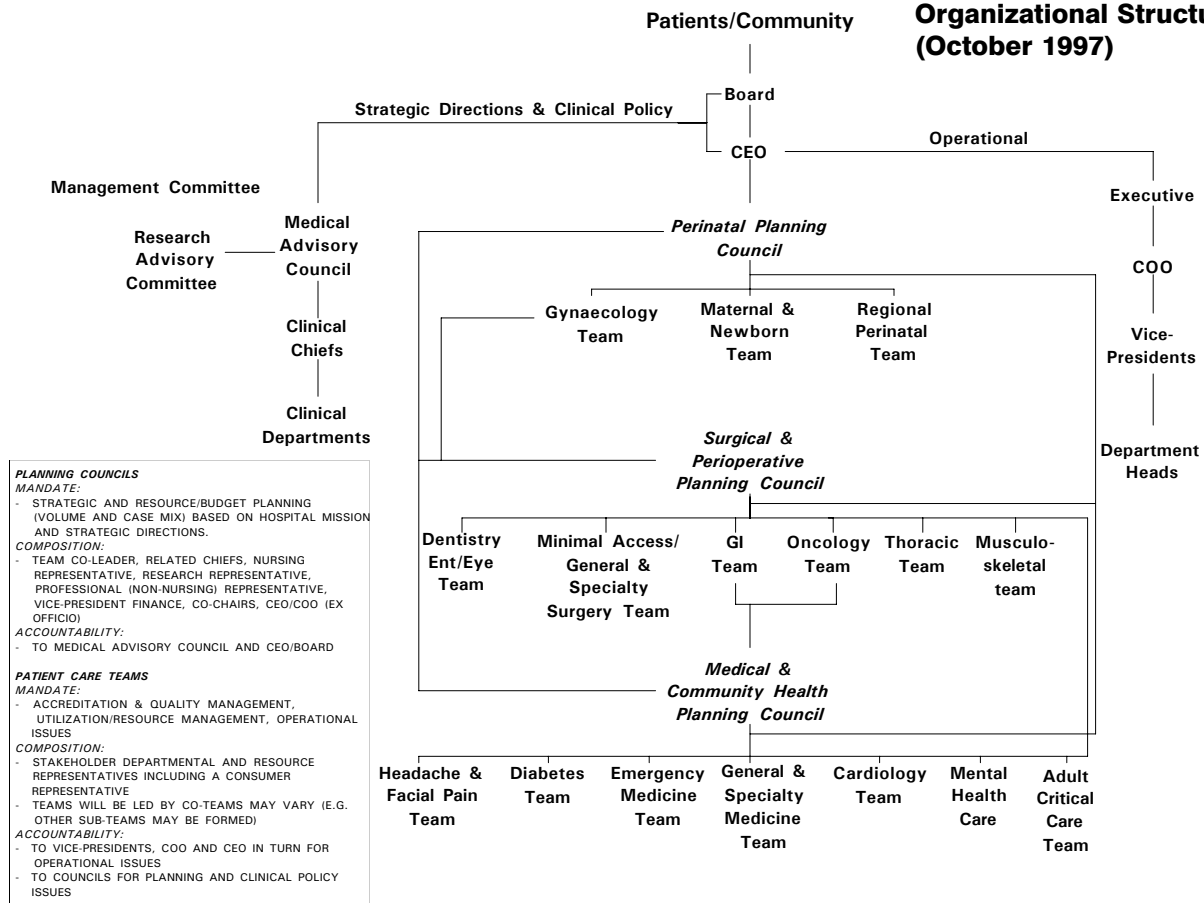 Patients/Community
Organizational Structu
(October 1997)
Board
Strategic Directions & Clinical Policy
CEO
Operational
Management Committee
Executive
Research
Advisory
Committee
Medical
Advisory
Council
Perinatal Planning
Council
COO
Gynaecology
Team
Maternal &
Newborn
Team
Regional
Perinatal
Team
Clinical
Chiefs
Vice-
Presidents
Clinical
Departments
Surgical &
Perioperative
Planning Council
Department
Heads
Dentistry
Ent/Eye
Team
Minimal Access/
General &
Specialty
Surgery Team
GI
Team
Oncology
Team
Thoracic
Team
Musculo-
skeletal
team
Medical &
Community Health
Planning Council
Headache &
Facial Pain
Team
Diabetes
Team
Emergency
Medicine
Team
General &
Specialty
Medicine
Team
Cardiology
Team
Mental
Health
Care
Adult
Critical
Care
Team
PLANNING COUNCILS
MANDATE:
- STRATEGIC AND RESOURCE/BUDGET PLANNING
(VOLUME AND CASE MIX) BASED ON HOSPITAL MISSION
AND STRATEGIC DIRECTIONS.
COMPOSITION:
- TEAM CO-LEADER, RELATED CHIEFS, NURSING
REPRESENTATIVE, RESEARCH REPRESENTATIVE,
PROFESSIONAL (NON-NURSING) REPRESENTATIVE,
VICE-PRESIDENT FINANCE, CO-CHAIRS, CEO/COO (EX
OFFICIO)
ACCOUNTABILITY:
- TO MEDICAL ADVISORY COUNCIL AND CEO/BOARD
PATIENT CARE TEAMS
MANDATE:
- ACCREDITATION & QUALITY MANAGEMENT,
UTILIZATION/RESOURCE MANAGEMENT, OPERATIONAL
ISSUES
COMPOSITION:
- STAKEHOLDER DEPARTMENTAL AND RESOURCE
REPRESENTATIVES INCLUDING A CONSUMER
REPRESENTATIVE
- TEAMS WILL BE LED BY CO-TEAMS MAY VARY (E.G.
OTHER SUB-TEAMS MAY BE FORMED)
ACCOUNTABILITY:
- TO VICE-PRESIDENTS, COO AND CEO IN TURN FOR
OPERATIONAL ISSUES
- TO COUNCILS FOR PLANNING AND CLINICAL POLICY
ISSUES